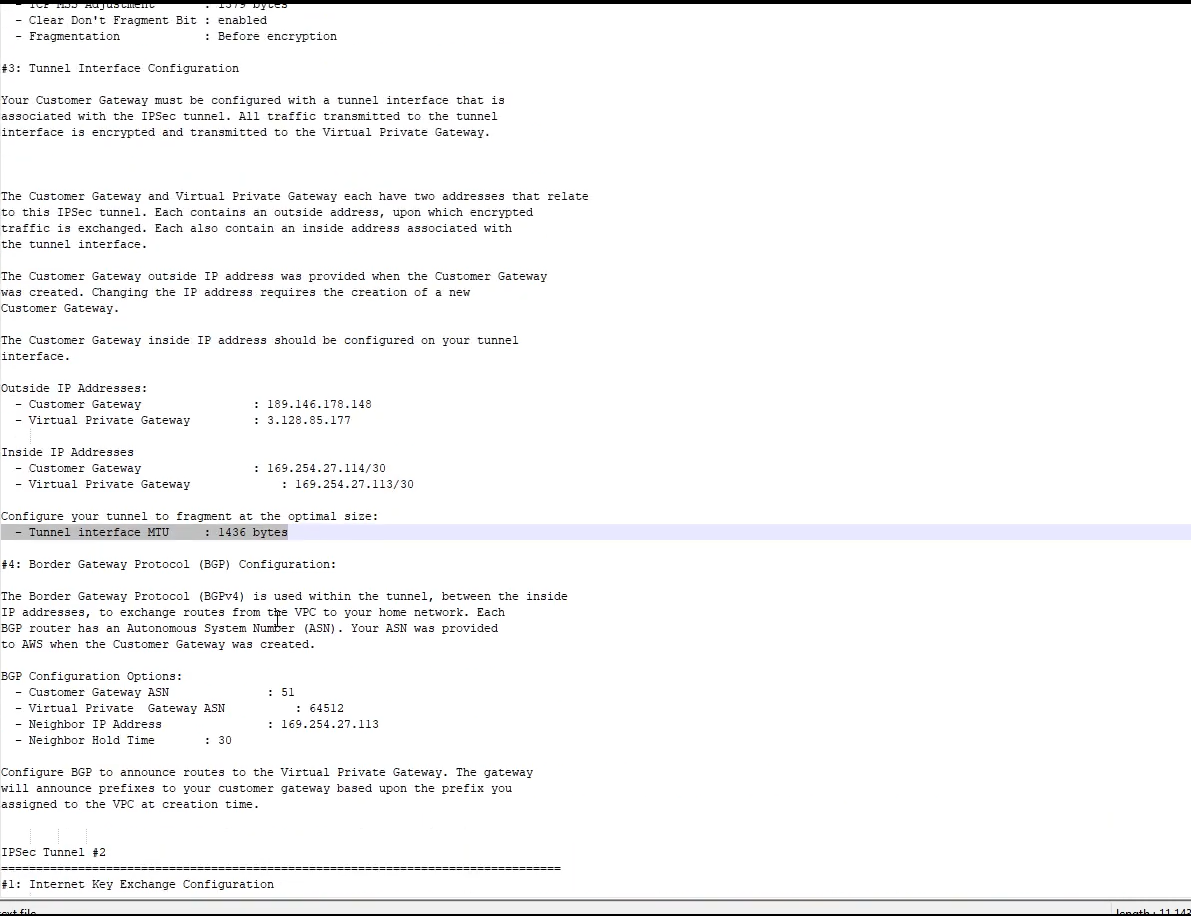 - TCP MSS Adjustment : 1379 bytes
- Clear Don't Fragment Bit : enabled
- Fragmentation : Before encryption
#3: Tunnel Interface Configuration
Your Customer Gateway must be configured with a tunnel interface that is
associated with the IPSec tunnel. All traffic transmitted to the tunnel
interface is encrypted and transmitted to the Virtual Private Gateway.
The Customer Gateway and Virtual Private Gateway each have two addresses that relate
to this IPSec tunnel. Each contains an outside address, upon which encrypted
traffic is exchanged. Each also contain an inside address associated with
the tunnel interface.
The Customer Gateway outside IP address was provided when the Customer Gateway
was created. Changing the IP address requires the creation of a new
Customer Gateway.
The Customer Gateway inside IP address should be configured on your tunnel
interface.
Outside IP Addresses:
- Customer Gateway : 189.146.178.148
- Virtual Private Gateway : 3.128.85.177
Inside IP Addresses
- Customer Gateway : 169.254.27.114/30
- Virtual Private Gateway : 169.254.27.113/30
Configure your tunnel to fragment at the optimal size:
- Tunnel interface MTU : 1436 bytes
#4: Border Gateway Protocol (BGP) Configuration:
The Border Gateway Protocol (BGPv4) is used within the tunnel, between the inside
IP addresses, to exchange routes from the VPC to your home network. Each
BGP router has an Autonomous System Number (ASN). Your ASN was provided
to AWS when the Customer Gateway was created.
BGP Configuration Options:
- Customer Gateway ASN : 51
- Virtual Private Gateway ASN : 64512
- Neighbor IP Address : 169.254.27.113
- Neighbor Hold Time : 30
Configure BGP to announce routes to the Virtual Private Gateway. The gateway
will announce prefixes to your customer gateway based upon the prefix you
assigned to the VPC at creation time.
IPSec Tunnel #2
================================================================================
#1: Internet Key Exchange Configuration
text file
length : 11,143